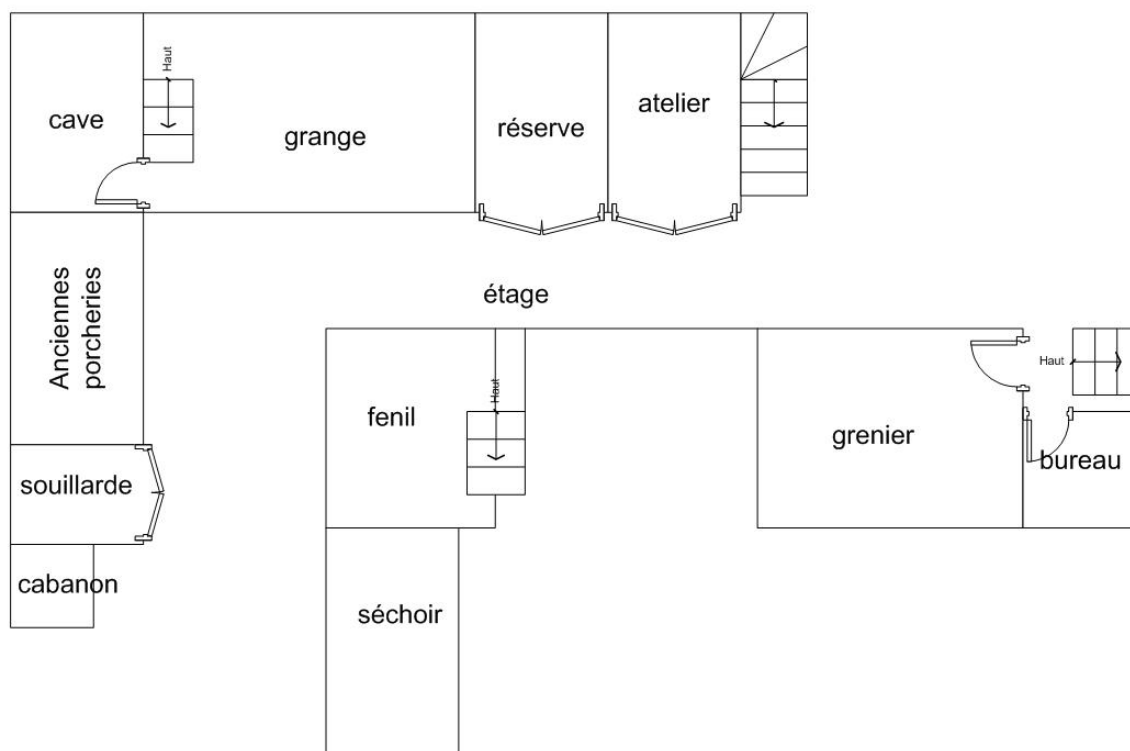 Haut
cave
grange
réserve
atelier
Anciennes
porcheries
souillarde
cabanon
étage
fenil
Haut
séchoir
grenier
Haut
bureau